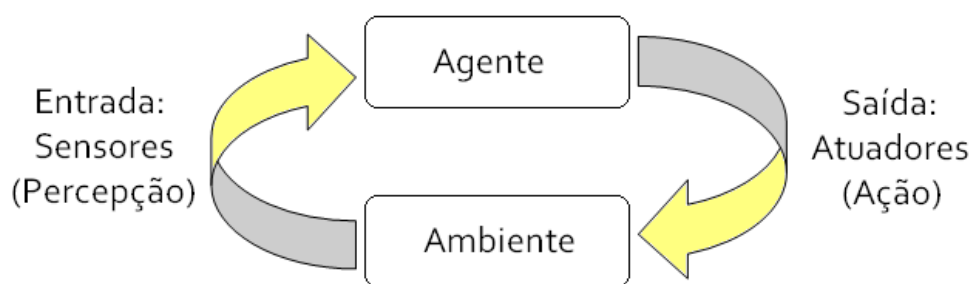 Agente
Entrada:
Sensores
(Percepção)
Saída:
Atuadores
(Ação)
Ambiente